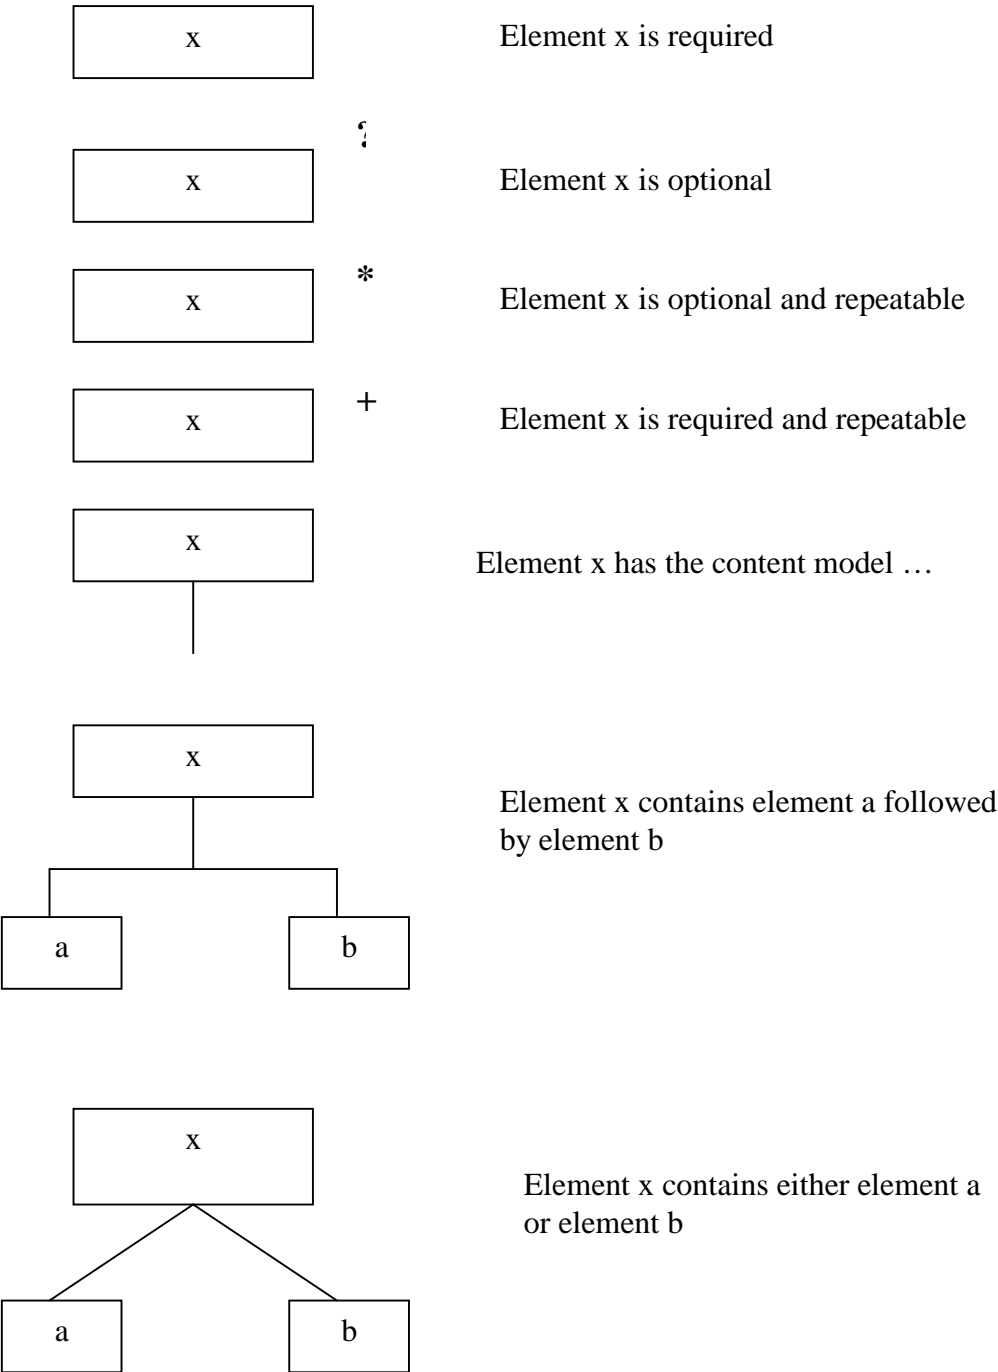 x
Element x is required
?
x
Element x is optional
*
x
Element x is optional and repeatable
+
x
Element x is required and repeatable
x
Element x has the content model …
x
Element x contains element a followed
by element b
a
b
x
Element x contains either element a
or element b
a
b